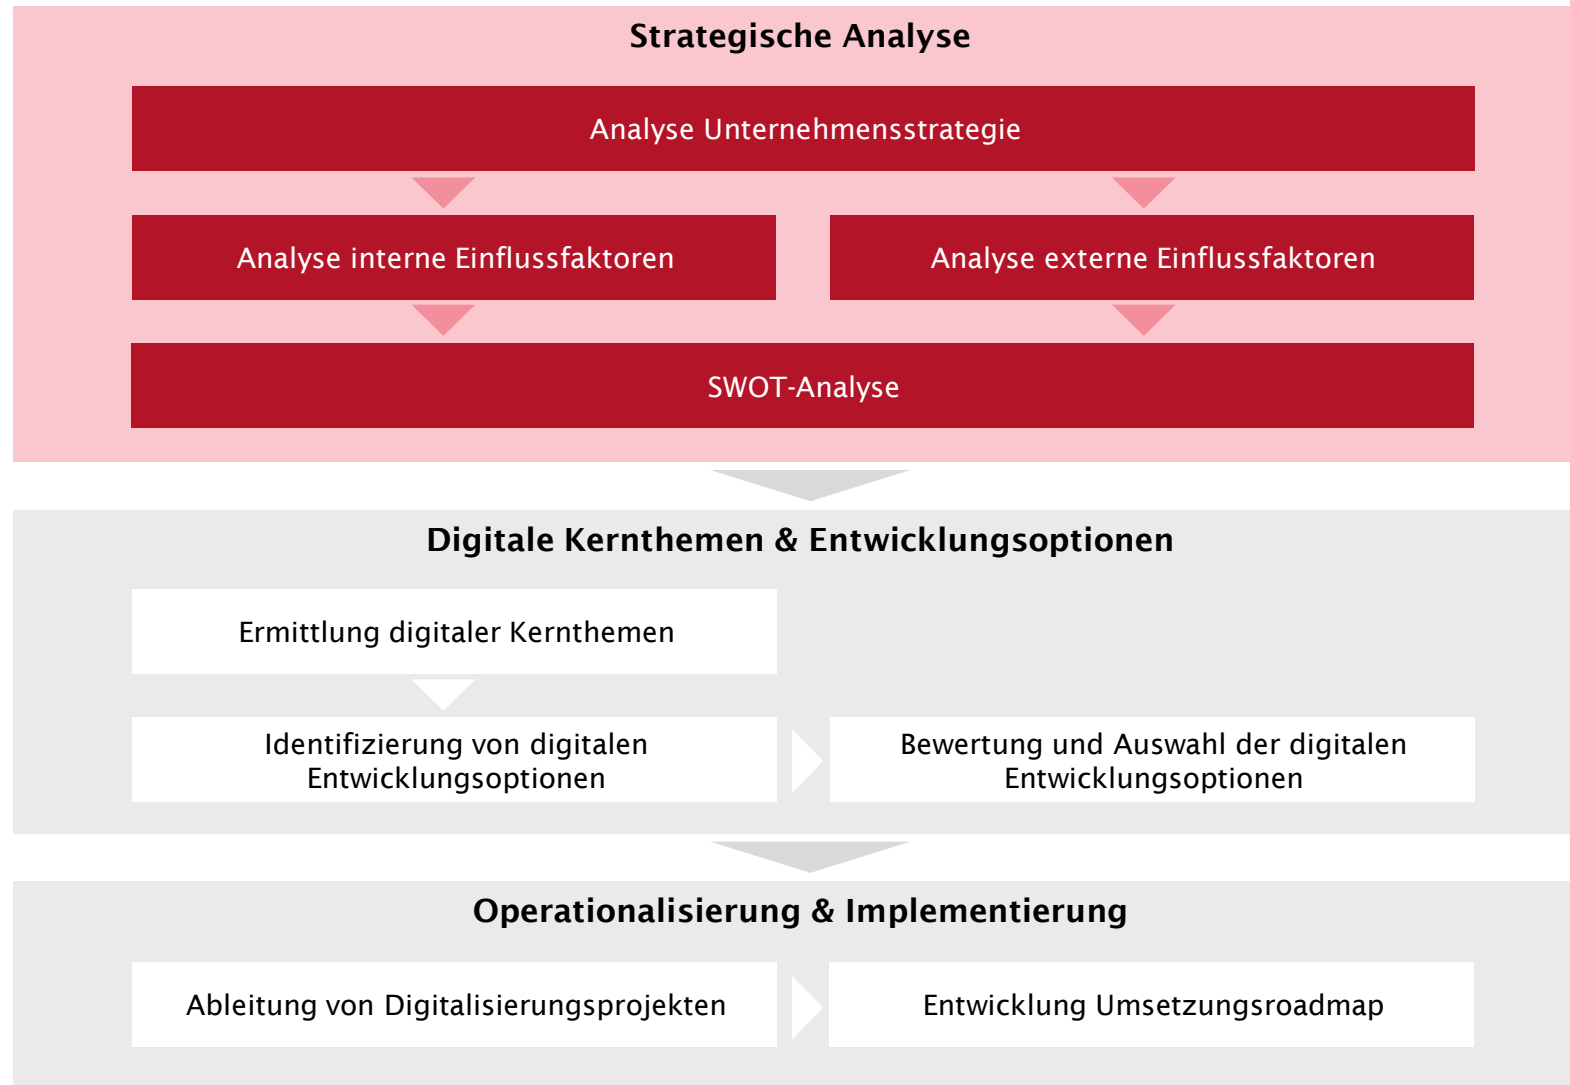 Strategische Analyse
Analyse Unternehmensstrategie
Analyse interne Einflussfaktoren
Analyse externe Einflussfaktoren
SWOT-Analyse
Digitale Kernthemen & Entwicklungsoptionen
Ermittlung digitaler Kernthemen
Identifizierung von digitalen
Entwicklungsoptionen
Bewertung und Auswahl der digitalen
Entwicklungsoptionen
Operationalisierung & Implementierung
Ableitung von Digitalisierungsprojekten
Entwicklung Umsetzungsroadmap